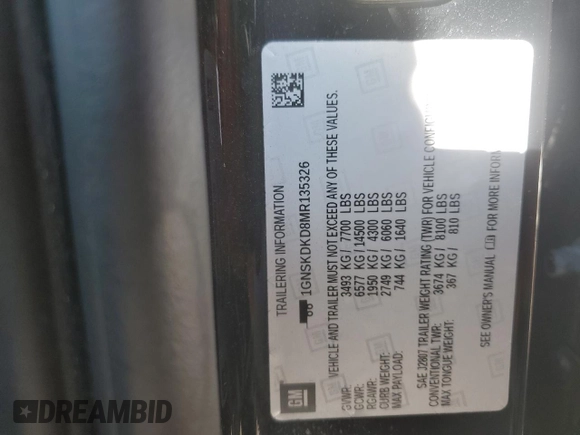 TRAILERING INFORMATION
1GNSKDKD8MR135326
VEHICLE AND TRAILER MUST NOT EXCEED ANY OF THESE VALUES.
GVWR: 3493 KG/ 7700 LBS
GCWR: 6577 KG/ 14500 LBS
RGAWR: 1950 KG/ 4300 LBS
CURB WEIGHT: 2749 KG/ 6060 LBS
MAX PAYLOAD: 744 KG/ 1640 LBS
SAE J2807 TRAILER WEIGHT RATING (TWR) FOR VEHICLE
CONVENTIONAL TWR: 3674 KG/ 8100 LBS
MAX TONGUE WEIGHT: 367 KG/ 810 LBS
SEE OWNER'S MANUAL FOR MORE
GM
DREAMBID